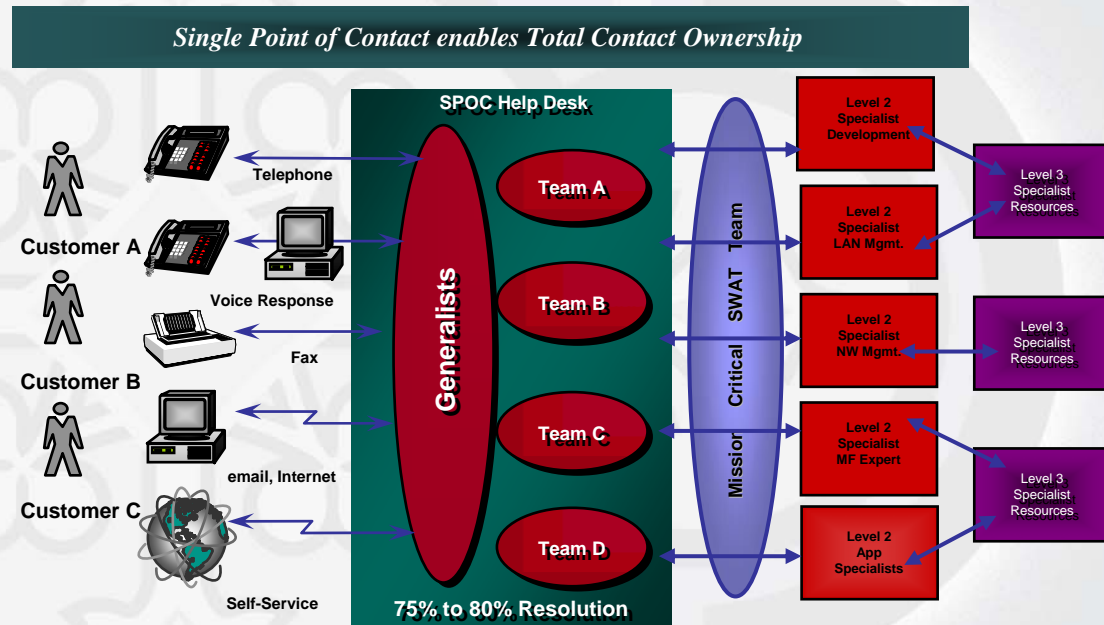 Single Point of Contact enables Total Contact Ownership
SPOC Help Desk
Telephone
Customer A
Voice Response
Fax
Customer B
email, Internet
Customer C
Self-Service
Generalists
Team A
Team B
Team C
Team D
75% to 80% Resolution
Mission Critical SWAT Team
Level 2
Specialist
Development
Level 2
Specialist
LAN Mgmt.
Level 2
Specialist
NW Mgmt.
Level 2
Specialist
MF Expert
Level 2
App
Specialists
Level 3
Specialist
Resources
Level 3
Specialist
Resources
Level 3
Specialist
Resources